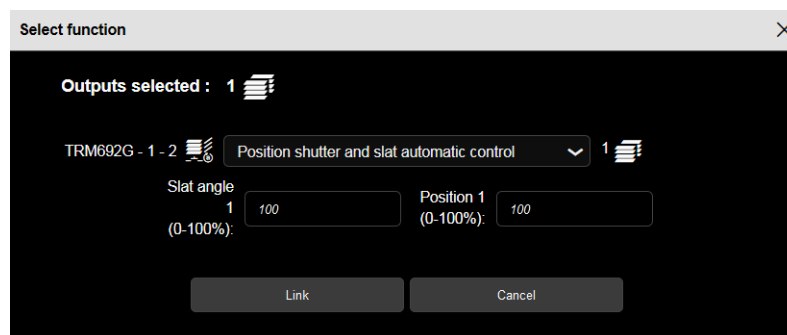 Select function
Outputs selected : 1
TRM692G - 1 - 2 Position shutter and slat automatic control 1
Slat angle
1
(0-100%):
100
Position 1
(0-100%):
100
Link Cancel